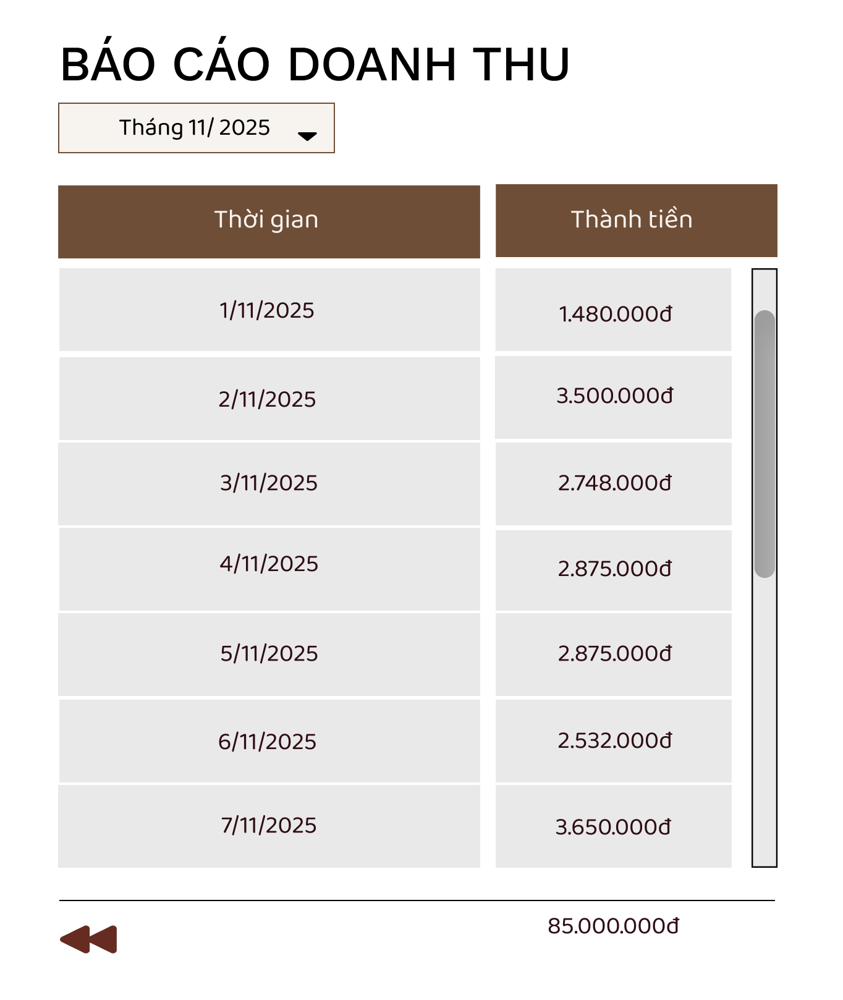 BÁO CÁO DOANH THU
Tháng 11/ 2025
Thời gian Thành tiền
1/11/2025 1.480.000đ
2/11/2025 3.500.000đ
3/11/2025 2.748.000đ
4/11/2025 2.875.000đ
5/11/2025 2.875.000đ
6/11/2025 2.532.000đ
7/11/2025 3.650.000đ
85.000.000đ